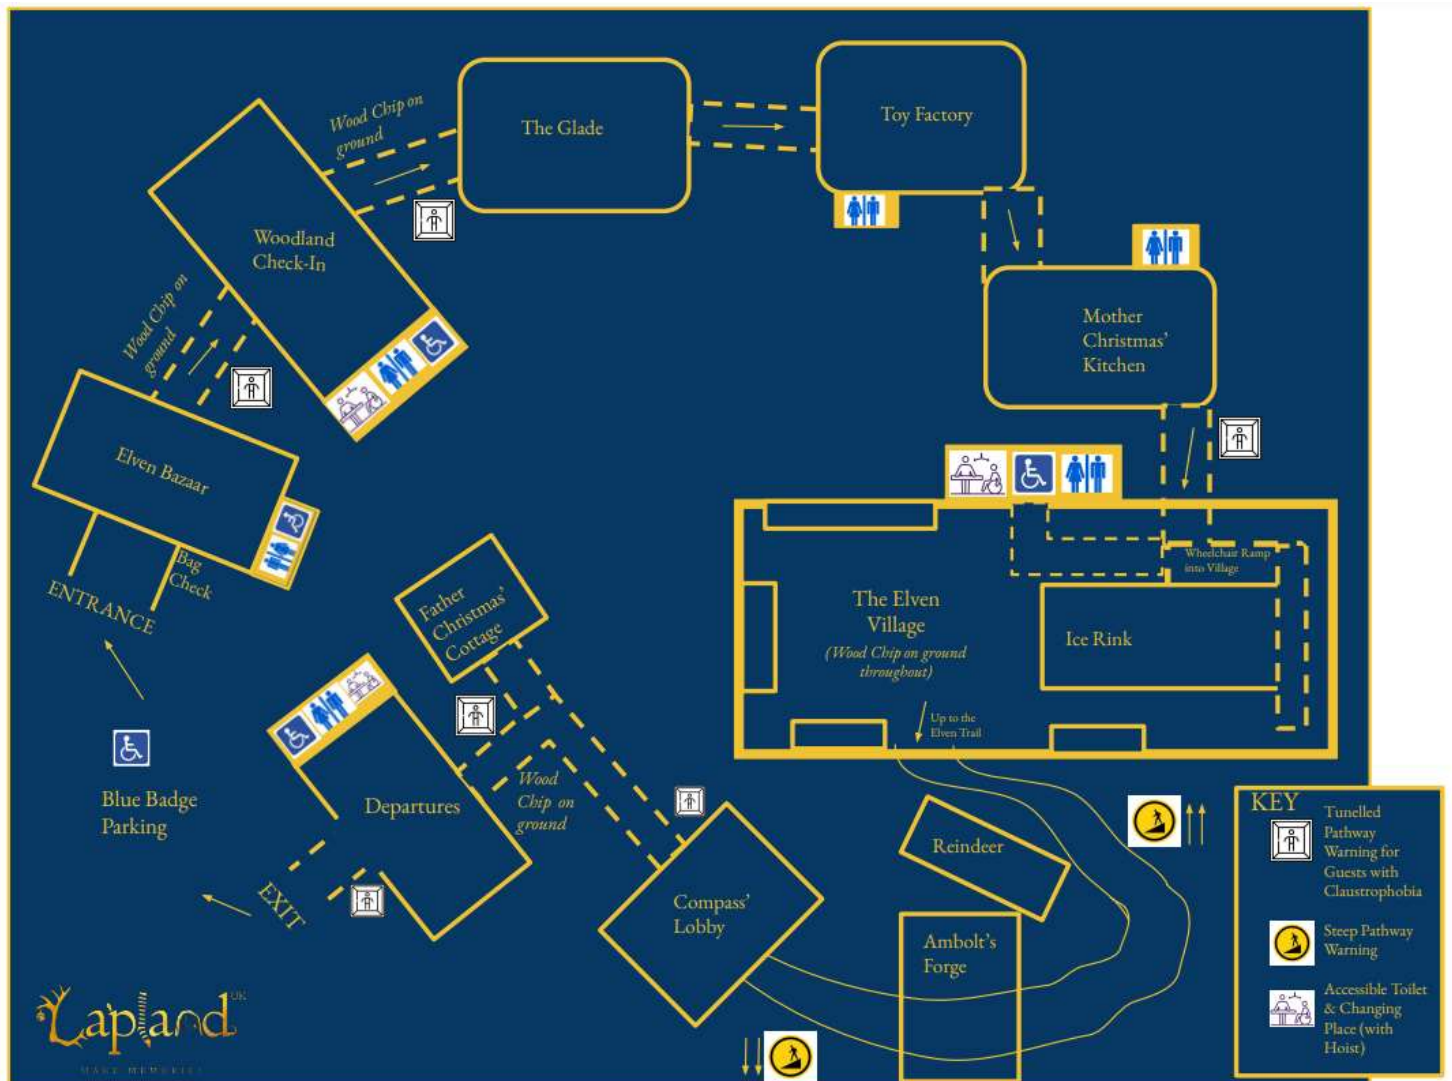 Wood Chip on
ground
The Glade
Toy Factory
Woodland
Check-In
Wood Chip on
ground
Mother
Christmas'
Kitchen
Elven Bazaar
Bag
Check
ENTRANCE
Father
Christmas'
Cottage
Wheelchair Ramp
into Village
The Elven
Village
(Wood Chip on ground
throughout)
Ice Rink
Up to the
Elven Trail
Blue Badge
Parking
Departures
Wood
Chip on
ground
EXIT
Compass'
Lobby
Reindeer
Ambolt's
Forge
KEY
Tunelled
Pathway
Warning for
Guests with
Claustrophobia
Steep Pathway
Warning
Accessible Toilet
& Changing
Place (with
Hoist)
Lapland UK
MAKE MEMORIES